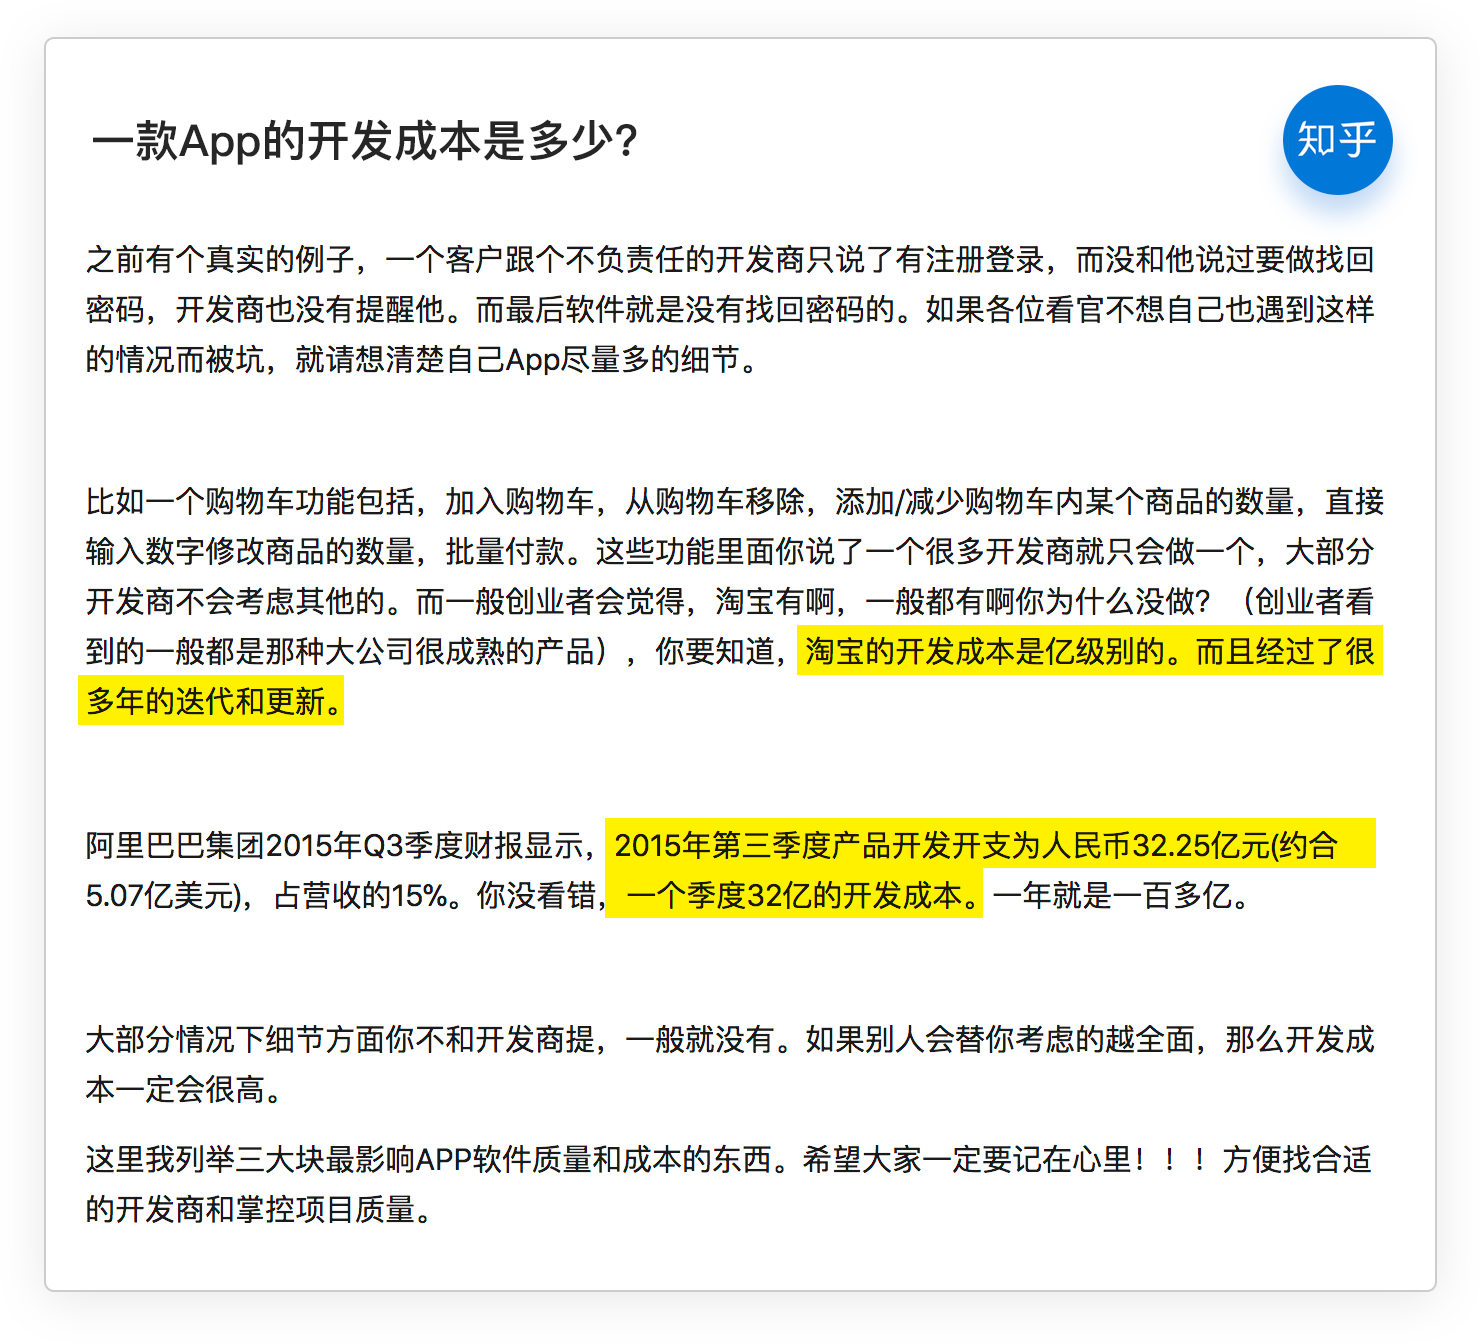 一款App的开发成本是多少?
知乎
之前有个真实的例子，一个客户跟个不负责任的开发商只说了有注册登录，而没和他说过要做找回
密码，开发商也没有提醒他。而最后软件就是没有找回密码的。如果各位看官不想自己也遇到这样
的情况而被坑，就请想清楚自己App尽量多的细节。
比如一个购物车功能包括，加入购物车，从购物车移除，添加/减少购物车内某个商品的数量，直接
输入数字修改商品的数量，批量付款。这些功能里面你说了一个很多开发商就只会做一个，大部分
开发商不会考虑其他的。而一般创业者会觉得，淘宝有啊，一般都有啊你为什么没做？（创业者看
到的一般都是那种大公司很成熟的产品），你要知道，淘宝的开发成本是亿级别的。而且经过了很
多年的迭代和更新。
阿里巴巴集团2015年Q3季度财报显示，2015年第三季度产品开发开支为人民币32.25亿元(约合
5.07亿美元)，占营收的15%。你没看错，一个季度32亿的开发成本。一年就是一百多亿。
大部分情况下细节方面你不和开发商提，一般就没有。如果别人会替你考虑的越全面，那么开发成
本一定会很高。
这里我列举三大块最影响APP软件质量和成本的东西。希望大家一定要记在心里！！！方便找合适
的开发商和掌控项目质量。